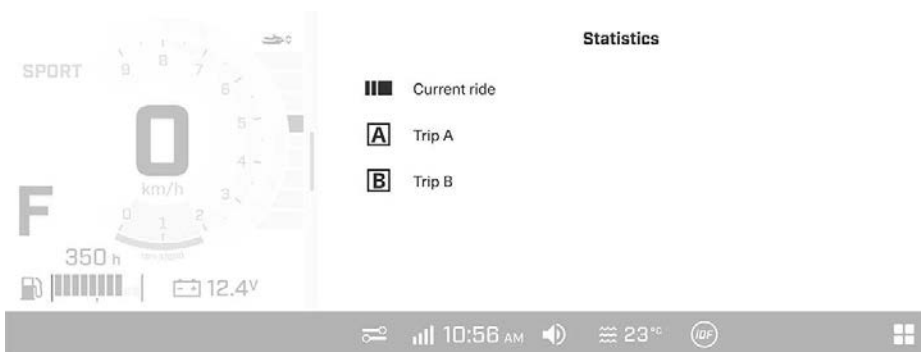 Statistics
SPORT
9 8 7
6
5
4
3
0 1 2
0
km/h
F
350 h
12.4V
Current ride
A Trip A
B Trip B
10:56 AM
23°C
iDF